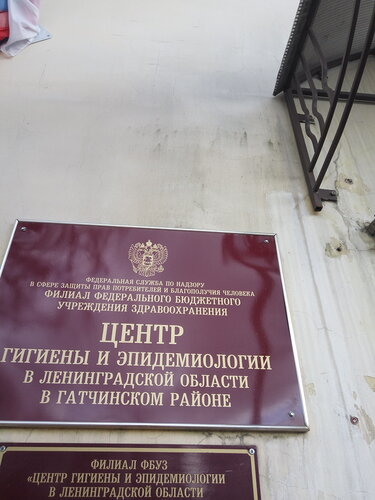 ФЕДЕРАЛЬНАЯ СЛУЖБА ПО НАДЗОРУ
В СФЕРЕ ЗАЩИТЫ ПРАВ ПОТРЕБИТЕЛЕЙ И БЛАГОПОЛУЧИЯ ЧЕЛОВЕКА
ФИЛИАЛ ФЕДЕРАЛЬНОГО БЮДЖЕТНОГО
УЧРЕЖДЕНИЯ ЗДРАВООХРАНЕНИЯ
ЦЕНТР
ГИГИЕНЫ И ЭПИДЕМИОЛОГИИ
В ЛЕНИНГРАДСКОЙ ОБЛАСТИ
В ГАТЧИНСКОМ РАЙОНЕ
ФИЛИАЛ ФБУЗ
«ЦЕНТР ГИГИЕНЫ И ЭПИДЕМИОЛОГИИ
В ЛЕНИНГРАДСКОЙ ОБЛАСТИ